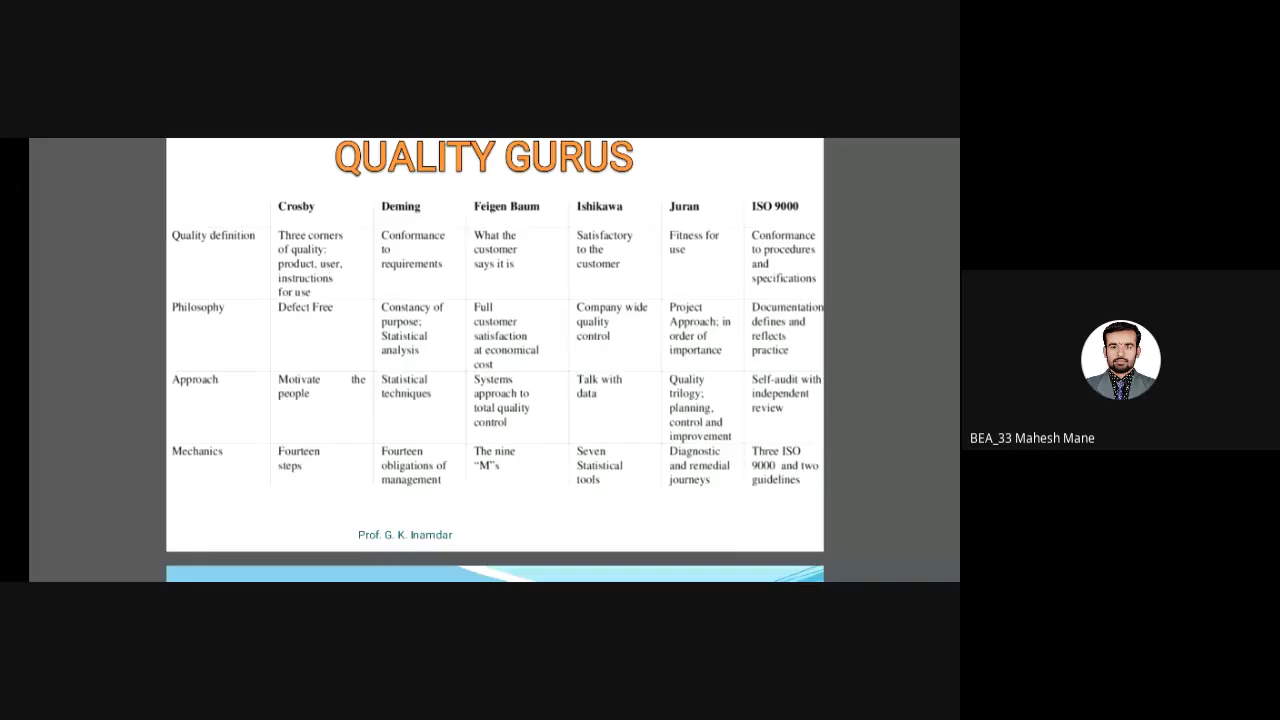 QUALITY GURUS
Crosby Deming Feigen Baum Ishikawa Juran ISO 9000
Quality definition Three corners Conformance What the Satisfactory Fitness for Conformance
of quality: to customer to the use to procedures
product, user, requirements says it is customer and
instructions specifications
for use
Philosophy Defect Free Constancy of Full Company wide Project Documentation
purpose; customer quality Approach; in defines and
Statistical satisfaction control order of reflects
analysis at economical importance practice
cost
Approach Motivate the Statistical Systems Talk with Quality Self-audit with
people techniques approach to data trilogy; independent
total quality planning, review
control control and
improvement
Mechanics Fourteen Fourteen The nine Seven Diagnostic Three ISO
steps obligations of “M”s Statistical and remedial 9000 and two
management tools journeys guidelines
Prof. G. K. Inamdar
BEA_33 Mahesh Mane